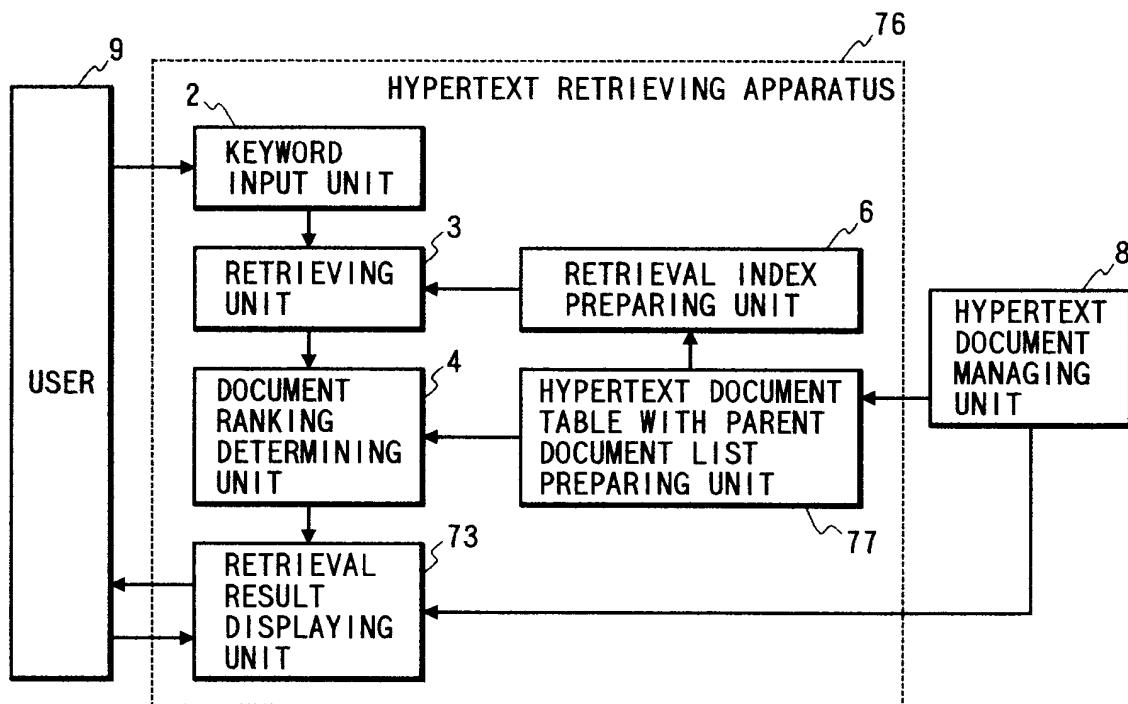 76
9
HYPERTEXT RETRIEVING APPARATUS
2
KEYWORD
INPUT UNIT
3
RETRIEVING
UNIT
6
RETRIEVAL INDEX
PREPARING UNIT
8
HYPERTEXT
DOCUMENT
MANAGING
UNIT
USER
4
DOCUMENT
RANKING
DETERMINING
UNIT
HYPERTEXT DOCUMENT
TABLE WITH PARENT
DOCUMENT LIST
PREPARING UNIT
77
73
RETRIEVAL
RESULT
DISPLAYING
UNIT